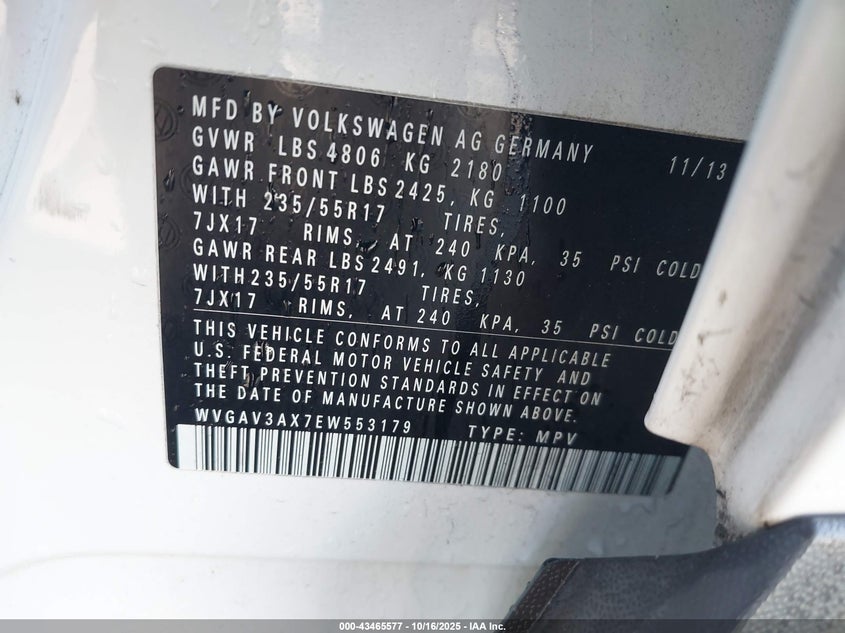 MFD BY VOLKSWAGEN AG GERMANY 11/13
GVWR LBS 4806 KG 2180
GAWR FRONT LBS 2425, KG 1100
WITH 235/55R17 TIRES,
7JX17 RIMS, AT 240 KPA, 35 PSI COLD
GAWR REAR LBS 2491, KG 1130
WITH 235/55R17 TIRES,
7JX17 RIMS, AT 240 KPA, 35 PSI COLD
THIS VEHICLE CONFORMS TO ALL APPLICABLE
U.S. FEDERAL MOTOR VEHICLE SAFETY AND
THEFT PREVENTION STANDARDS IN EFFECT ON
THE DATE OF MANUFACTURE SHOWN ABOVE.
WVGAV3AX7EW553179 TYPE: MPV
000-43465577 - 10/16/2025 - IAA Inc.